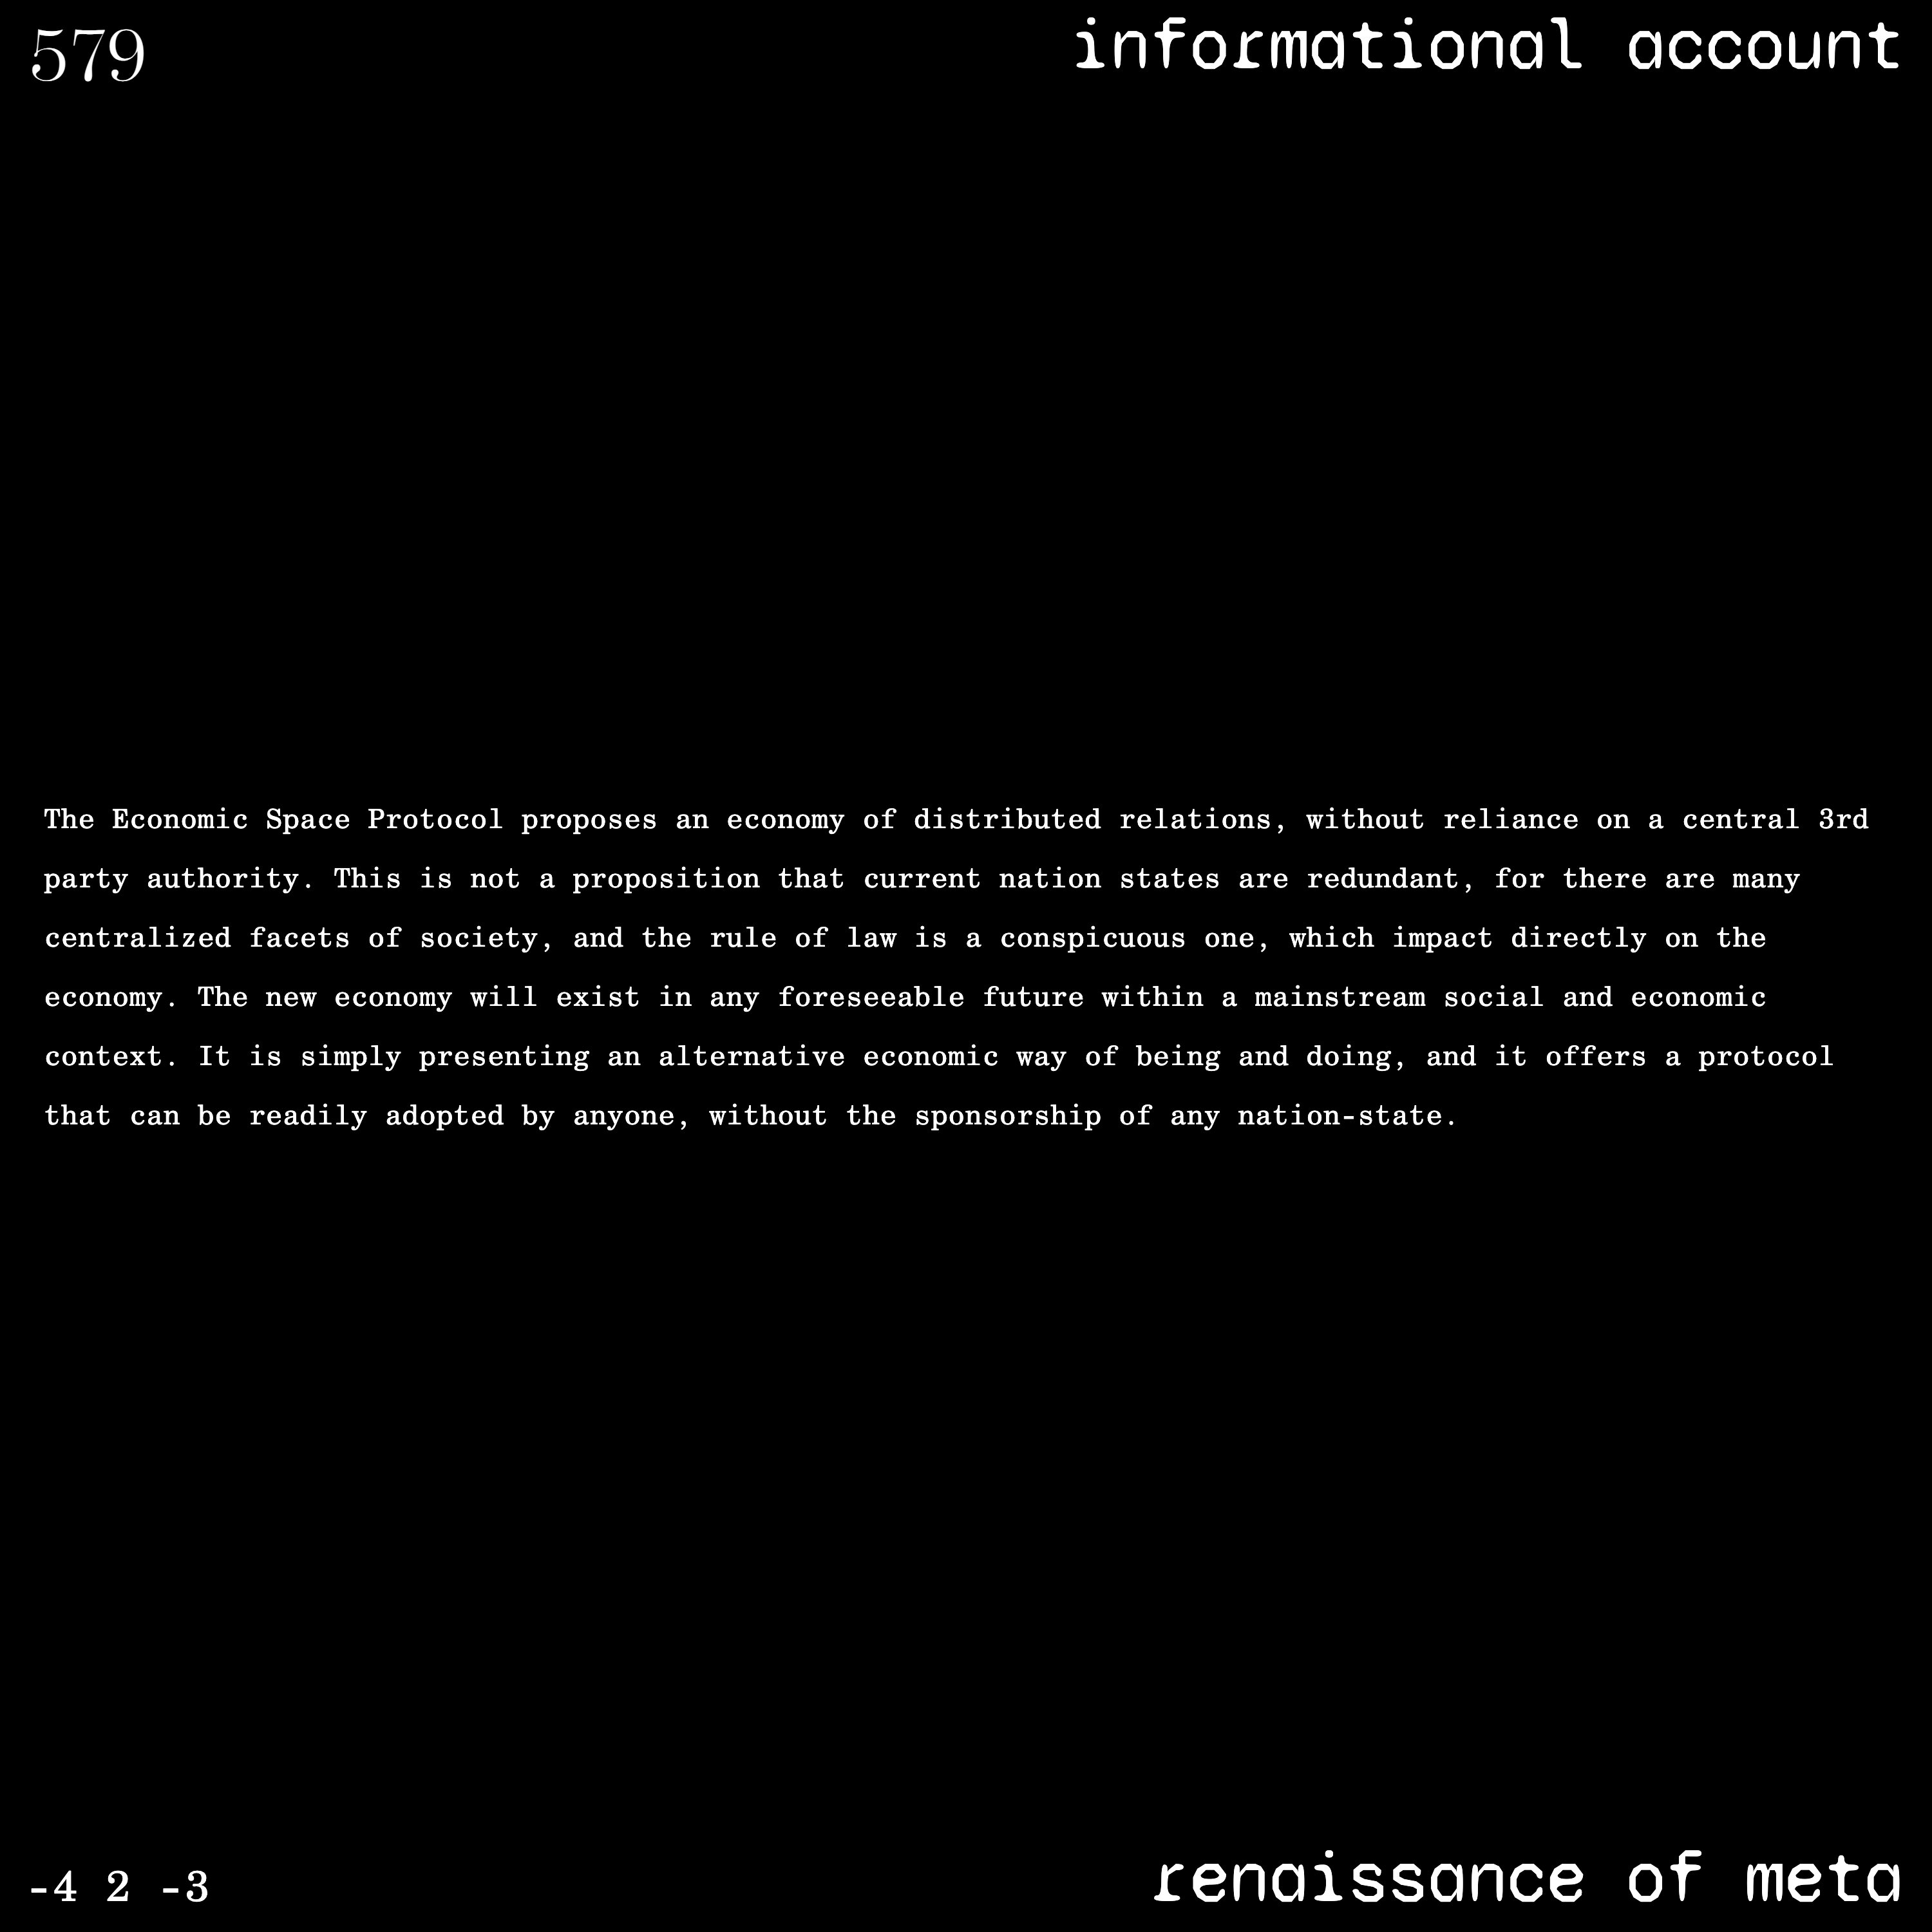 579
informational account
The Economic Space Protocol proposes an economy of distributed relations, without reliance on a central 3rd
party authority. This is not a proposition that current nation states are redundant, for there are many
centralized facets of society, and the rule of law is a conspicuous one, which impact directly on the
economy. The new economy will exist in any foreseeable future within a mainstream social and economic
context. It is simply presenting an alternative economic way of being and doing, and it offers a protocol
that can be readily adopted by anyone, without the sponsorship of any nation-state.
-4 2 -3
renaissance of meta